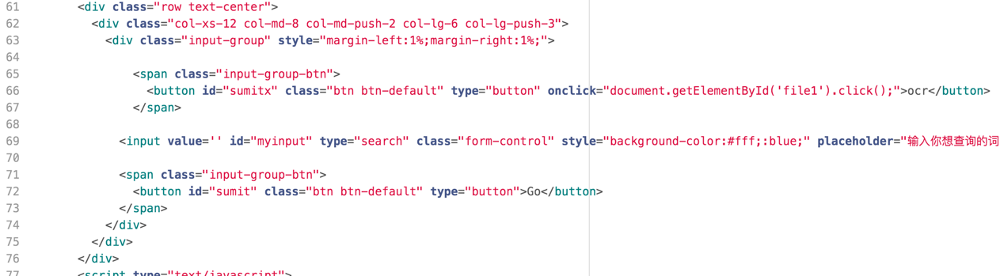 61 <div class="row text-center">
62 <div class="col-xs-12 col-md-8 col-md-push-2 col-lg-6 col-lg-push-3">
63 <div class="input-group" style="margin-left:1%;margin-right:1%;">
64
65 <span class="input-group-btn">
66 <button id="sumitx" class="btn btn-default" type="button" onclick="document.getElementById('file1').click();">ocr</button>
67 </span>
68
69 <input value='' id="myinput" type="search" class="form-control" style="background-color:#fff;:blue;" placeholder="输入你想查询的词
70
71 <span class="input-group-btn">
72 <button id="sumit" class="btn btn-default" type="button">Go</button>
73 </span>
74 </div>
75 </div>
76 </div>
77 <script type="text/javascript">